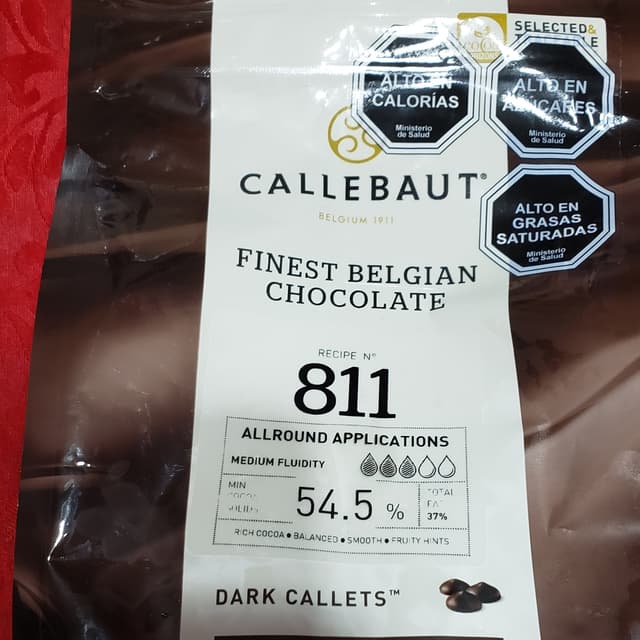 SELECTED&
ALTO EN
CALORÍAS
Ministerio
de Salud
ALTO EN
AZÚCARES
Ministerio
de Salud
CALLEBAUT®
BELGIUM 1911
ALTO EN
GRASAS
SATURADAS
Ministerio
de Salud
FINEST BELGIAN
CHOCOLATE
RECIPE N°
811
ALLROUND APPLICATIONS
MEDIUM FLUIDITY
MIN
54.5 %
TOTAL
FAT
37%
RICH COCOA ● BALANCED ● SMOOTH ● FRUITY HINTS
DARK CALLETS™